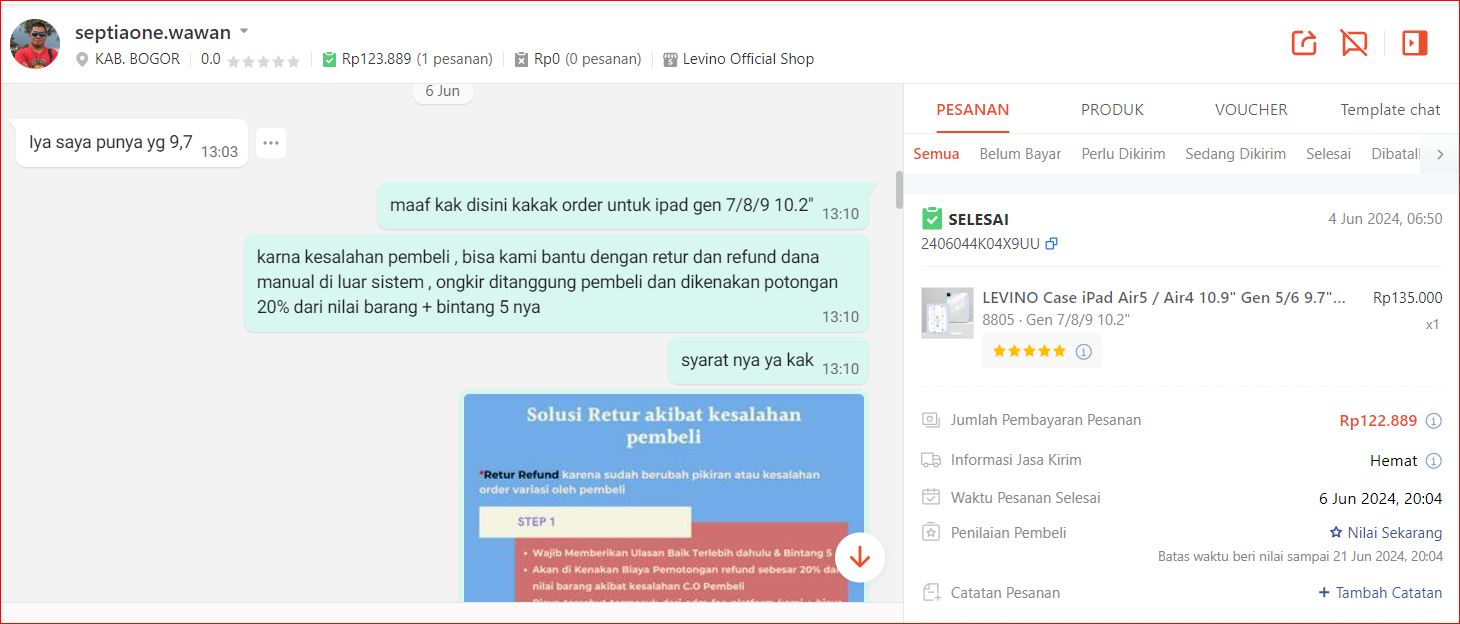 septiaone.wawan
KAB. BOGOR
0.0
Rp123.889 (1 pesanan)
Rp0 (0 pesanan)
Levino Official Shop
6 Jun
Iya saya punya yg 9,7 13:03
maaf kak disini kakak order untuk ipad gen 7/8/9 10.2" 13:10
karna kesalahan pembeli , bisa kami bantu dengan retur dan refund dana
manual di luar sistem , ongkir ditanggung pembeli dan dikenakan potongan
20% dari nilai barang + bintang 5 nya
13:10
syarat nya ya kak 13:10
Solusi Retur akibat kesalahan
pembeli
*Retur Refund karena sudah berubah pikiran atau kesalahan
order variasi oleh pembeli
STEP 1
• Wajib Memberikan Ulasan Baik Terlebih dahulu & Bintang 5
• Akan di Kenakan Biaya Pemotongan refund sebesar 20% da
nilai barang akibat kesalahan C.O Pembeli
PESANAN
PRODUK
VOUCHER
Template chat
Semua
Belum Bayar
Perlu Dikirim
Sedang Dikirim
Selesai
Dibatal
SELESAI
4 Jun 2024, 06:50
2406044K04X9UU
LEVINO Case iPad Air5 / Air4 10.9" Gen 5/6 9.7"...
Rp135.000
8805 · Gen 7/8/9 10.2"
x1
Jumlah Pembayaran Pesanan
Rp122.889
Informasi Jasa Kirim
Hemat
Waktu Pesanan Selesai
6 Jun 2024, 20:04
Penilaian Pembeli
Nilai Sekarang
Batas waktu beri nilai sampai 21 Jun 2024, 20:04
Catatan Pesanan
+ Tambah Catatan